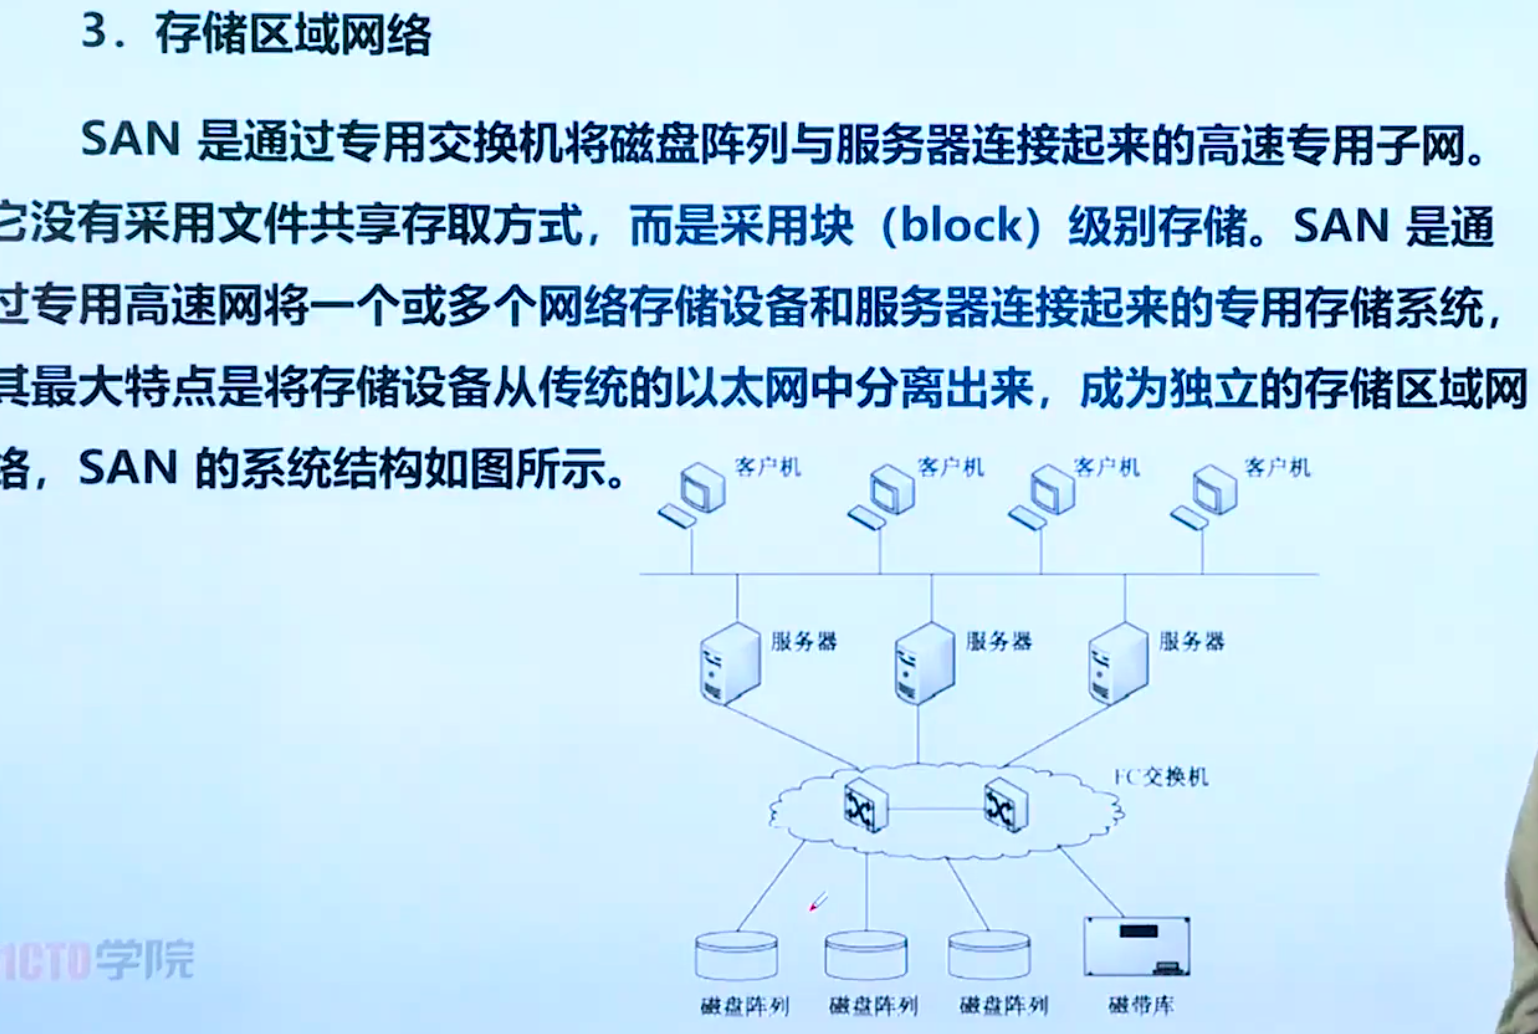 3. 存储区域网络
SAN 是通过专用交换机将磁盘阵列与服务器连接起来的高速专用子网。
它没有采用文件共享存取方式，而是采用块（block）级别存储。SAN 是通
过专用高速网将一个或多个网络存储设备和服务器连接起来的专用存储系统，
其最大特点是将存储设备从传统的以太网中分离出来，成为独立的存储区域网
络，SAN 的系统结构如图所示。
客户机 客户机 客户机 客户机
服务器 服务器 服务器
FC交换机
磁盘阵列 磁盘阵列 磁盘阵列 磁带库
1CTO学院